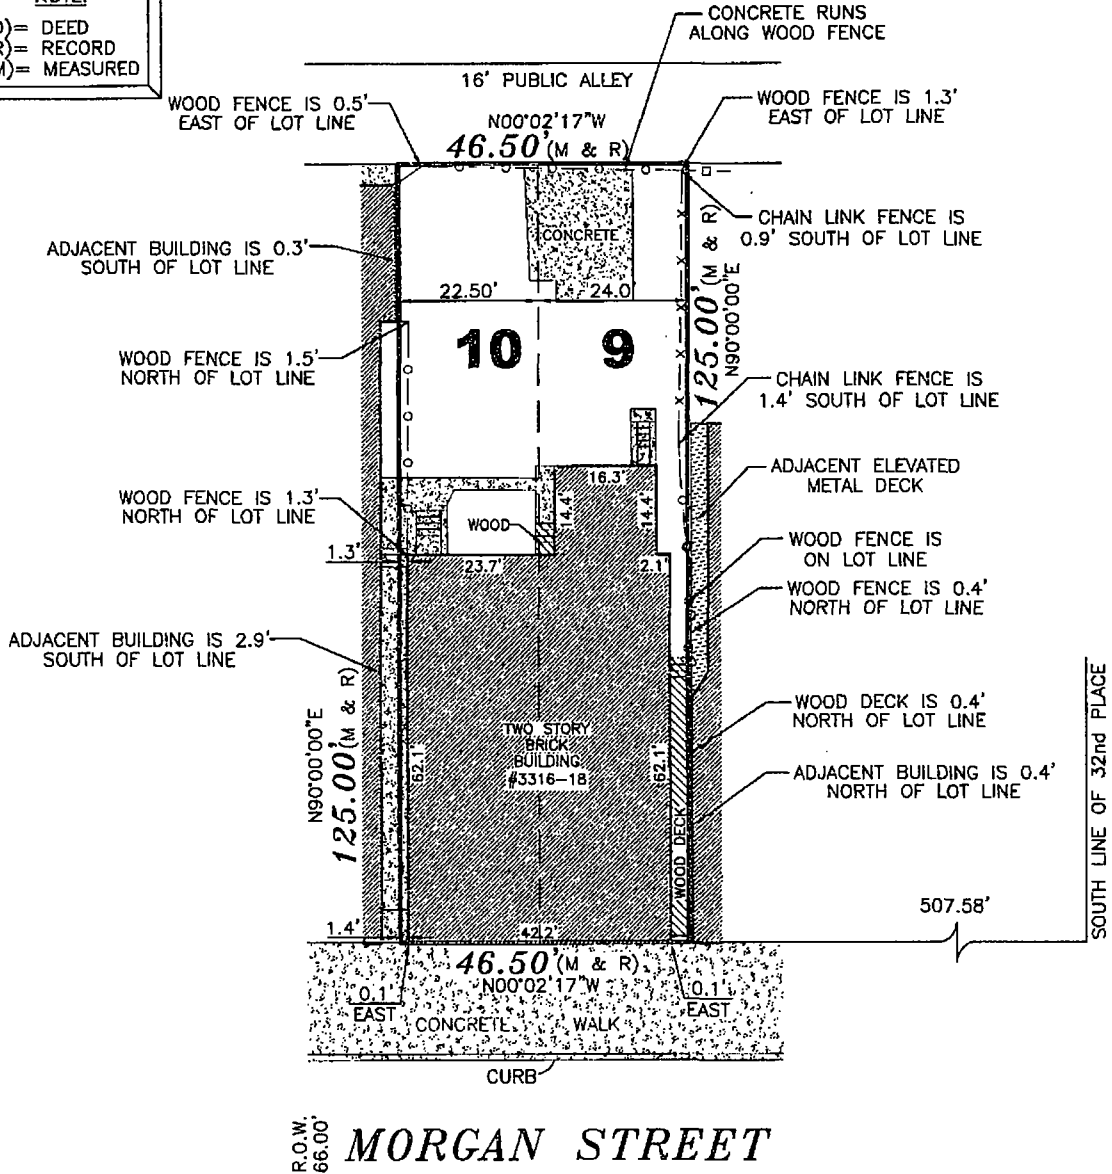 NOTE:
)= DEED
)= RECORD
)= MEASURED
CONCRETE RUNS
ALONG WOOD FENCE
16' PUBLIC ALLEY
WOOD FENCE IS 0.5'
EAST OF LOT LINE
N00°02'17"W
46.50'(M & R)
WOOD FENCE IS 1.3'
EAST OF LOT LINE
CHAIN LINK FENCE IS
0.9' SOUTH OF LOT LINE
ADJACENT BUILDING IS 0.3'
SOUTH OF LOT LINE
CONCRETE
125.00'(M & R)
N90°00'00"E
22.50'
24.0
WOOD FENCE IS 1.5'
NORTH OF LOT LINE
10
9
CHAIN LINK FENCE IS
1.4' SOUTH OF LOT LINE
ADJACENT ELEVATED
METAL DECK
16.3'
14.4'
14.4'
WOOD FENCE IS 1.3'
NORTH OF LOT LINE
WOOD
WOOD FENCE IS
ON LOT LINE
1.3'
23.7'
2.1'
WOOD FENCE IS 0.4'
NORTH OF LOT LINE
ADJACENT BUILDING IS 2.9'
SOUTH OF LOT LINE
WOOD DECK IS 0.4'
NORTH OF LOT LINE
TWO STORY
BRICK
BUILDING
#3316-18
62.1'
62.1'
ADJACENT BUILDING IS 0.4'
NORTH OF LOT LINE
N90°00'00"E
125.00'(M & R)
WOOD DECK
507.58'
SOUTH LINE OF 32nd PLACE
1.4'
42.2'
46.50'(M & R)
N00°02'17"W
0.1'
EAST
0.1'
EAST
CONCRETE WALK
CURB
R.O.W.
66.00'
MORGAN STREET